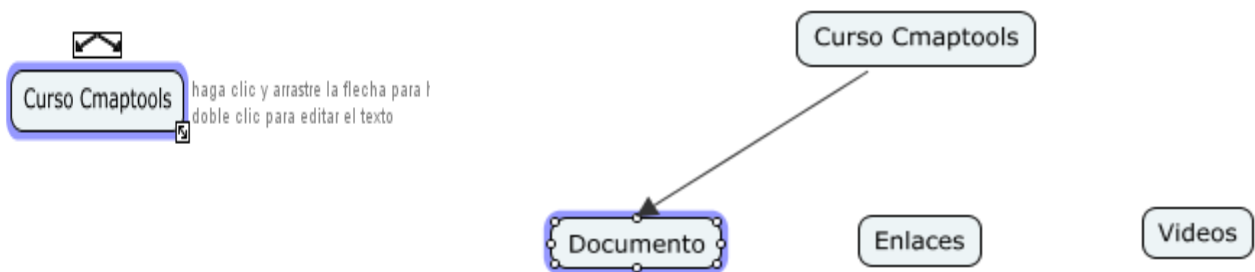 Curso Cmaptools
haga clic y arrastre la flecha para
doble clic para editar el texto
Curso Cmaptools
Documento
Enlaces
Videos